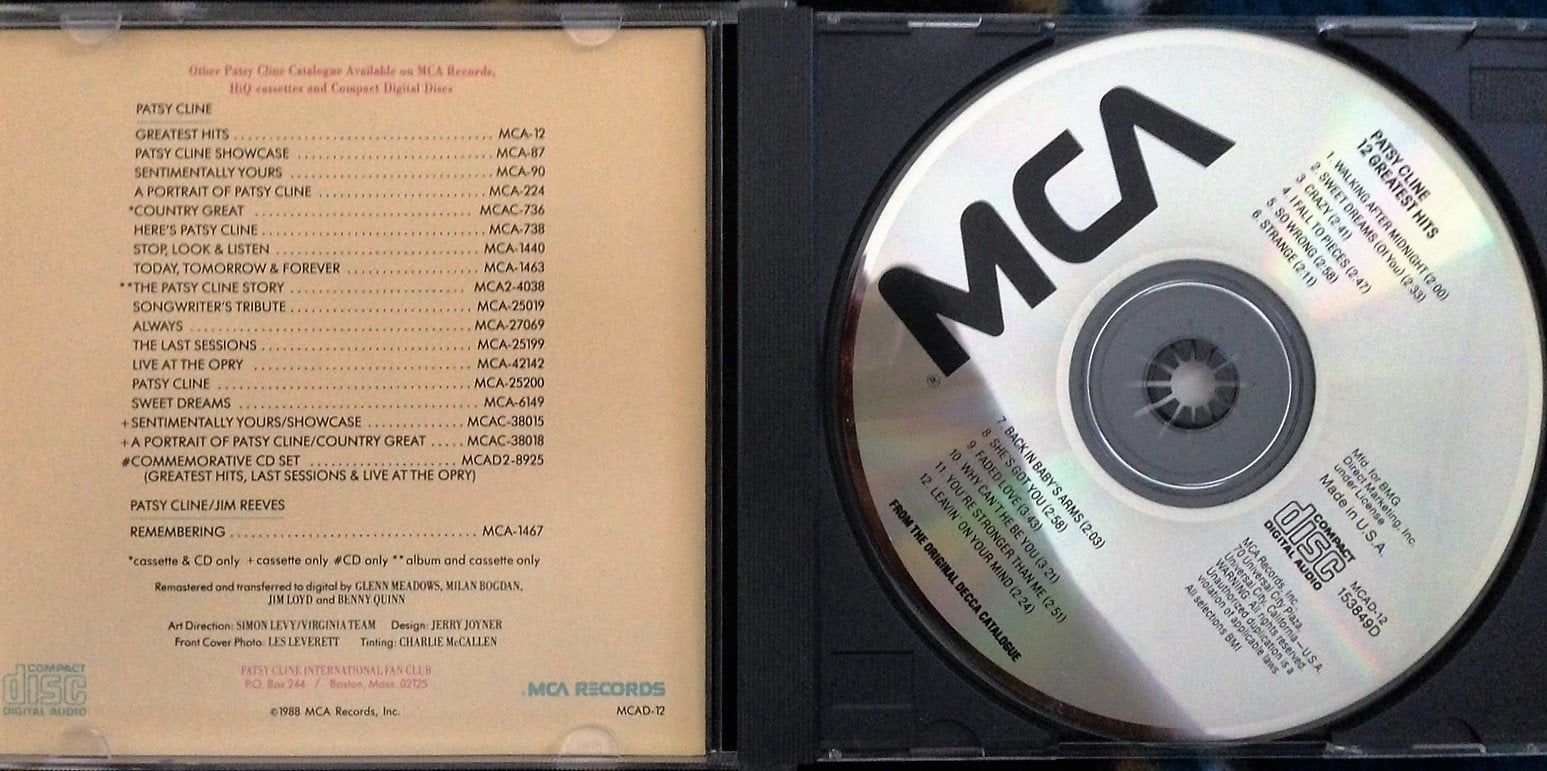 Other Patsy Cline Catalogue Available on MCA Records,
HiQ cassettes and Compact Digital Discs
PATSY CLINE
GREATEST HITS ..................................... MCA-12
PATSY CLINE SHOWCASE ............................ MCA-87
SENTIMENTALLY YOURS ............................. MCA-90
A PORTRAIT OF PATSY CLINE ........................ MCA-224
*COUNTRY GREAT ............................... MCAC-736
HERE'S PATSY CLINE ................................ MCA-738
STOP, LOOK & LISTEN ............................ MCA-1440
TODAY, TOMORROW & FOREVER .................... MCA-1463
**THE PATSY CLINE STORY .......................... MCA2-4038
SONGWRITER'S TRIBUTE .......................... MCA-25019
ALWAYS ........................................ MCA-27069
THE LAST SESSIONS .............................. MCA-25199
LIVE AT THE OPRY ............................... MCA-42142
PATSY CLINE ..................................... MCA-25200
SWEET DREAMS .................................. MCA-6149
+SENTIMENTALLY YOURS/SHOWCASE .............. MCAC-38015
+A PORTRAIT OF PATSY CLINE/COUNTRY GREAT ..... MCAC-38018
#COMMEMORATIVE CD SET ..................... MCAD2-8925
(GREATEST HITS, LAST SESSIONS & LIVE AT THE OPRY)
PATSY CLINE/JIM REEVES
REMEMBERING ................................... MCA-1467
*cassette & CD only +cassette only #CD only **album and cassette only
Remastered and transferred to digital by GLENN MEADOWS, MILAN BOGDAN,
JIM LOYD and BENNY QUINN
Art Direction: SIMON LEVY/VIRGINIA TEAM Design: JERRY JOYNER
Front Cover Photo: LES LEVERETT Tinting: CHARLIE McCALLEN
PATSY CLINE INTERNATIONAL FAN CLUB
P.O. Box 244 / Boston, Mass. 02125
©1988 MCA Records, Inc.
COMPACT
disc
DIGITAL AUDIO
MCA RECORDS
MCAD-12
MCA
®
PATSY CLINE
12 GREATEST HITS
1. WALKING AFTER MIDNIGHT (2:00)
2. SWEET DREAMS (Of You) (2:33)
3. CRAZY (2:41)
4. I FALL TO PIECES (2:47)
5. SO WRONG (2:58)
6. STRANGE (2:11)
7. BACK IN BABY'S ARMS (2:03)
8. SHE'S GOT YOU (2:58)
9. FADED LOVE (3:43)
10. WHY CAN'T HE BE YOU (3:21)
11. YOU'RE STRONGER THAN ME (2:51)
12. LEAVIN' ON YOUR MIND (2:24)
FROM THE ORIGINAL DECCA CATALOGUE
Mfd. for BMG
Direct Marketing, Inc.
under License
Made in U.S.A.
COMPACT
disc
DIGITAL AUDIO
MCAD-12
153849D
MCA Records, Inc.
70 Universal City Plaza
Universal City, California—U.S.A.
WARNING: All rights reserved.
Unauthorized duplication is a
violation of applicable laws.
All selections BMI